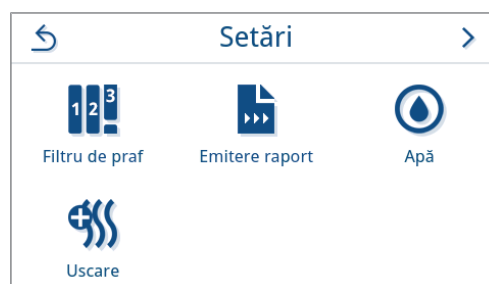 Setări
1 2 3
Filtru de praf
Emitere raport
Apă
Uscare